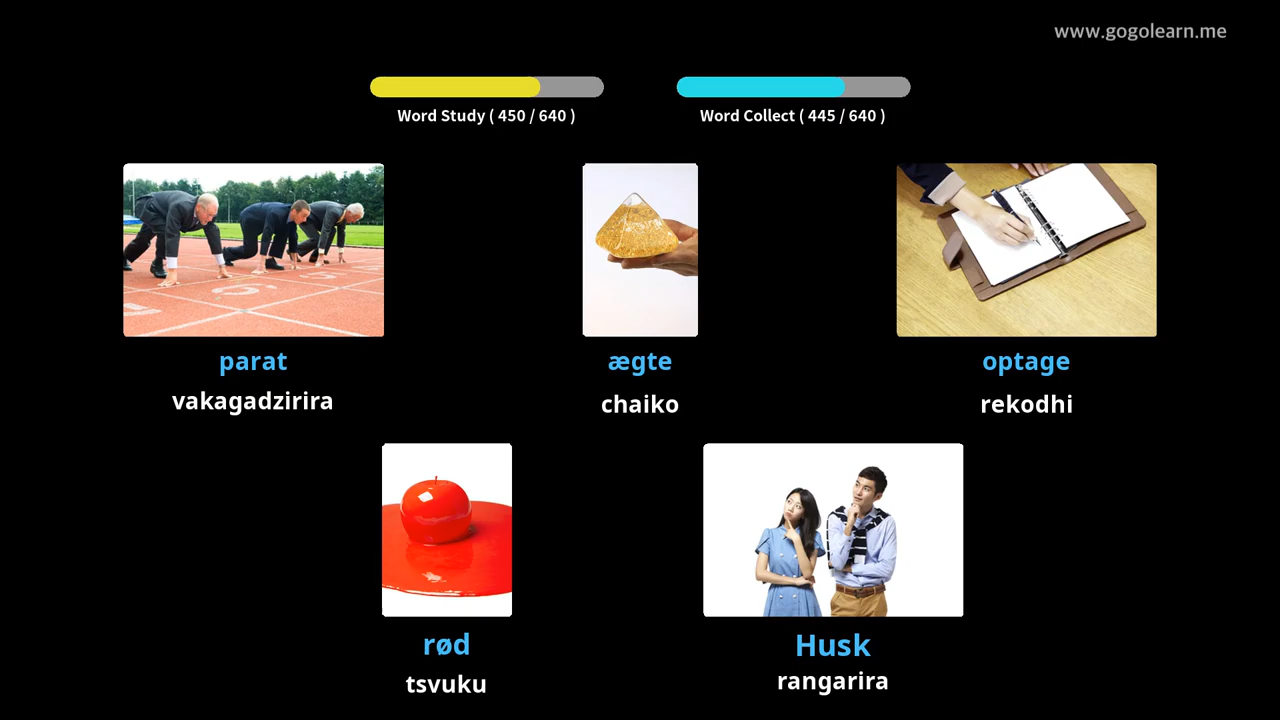 www.gogolearn.me
Word Study ( 450 / 640 )
Word Collect ( 445 / 640 )
parat
vakagadzirira
ægte
chaiko
optage
rekodhi
rød
tsvuku
Husk
rangarira